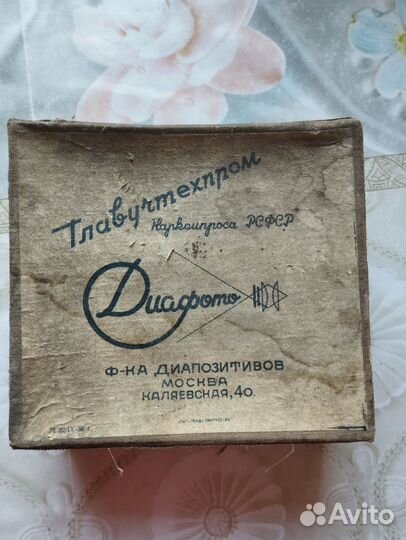 Главучтехпром
Наркомпроса РСФСР
Диафото
Ф-КА ДИАПОЗИТИВОВ
МОСКВА
КАЛЯЕВСКАЯ, 40.
Avito